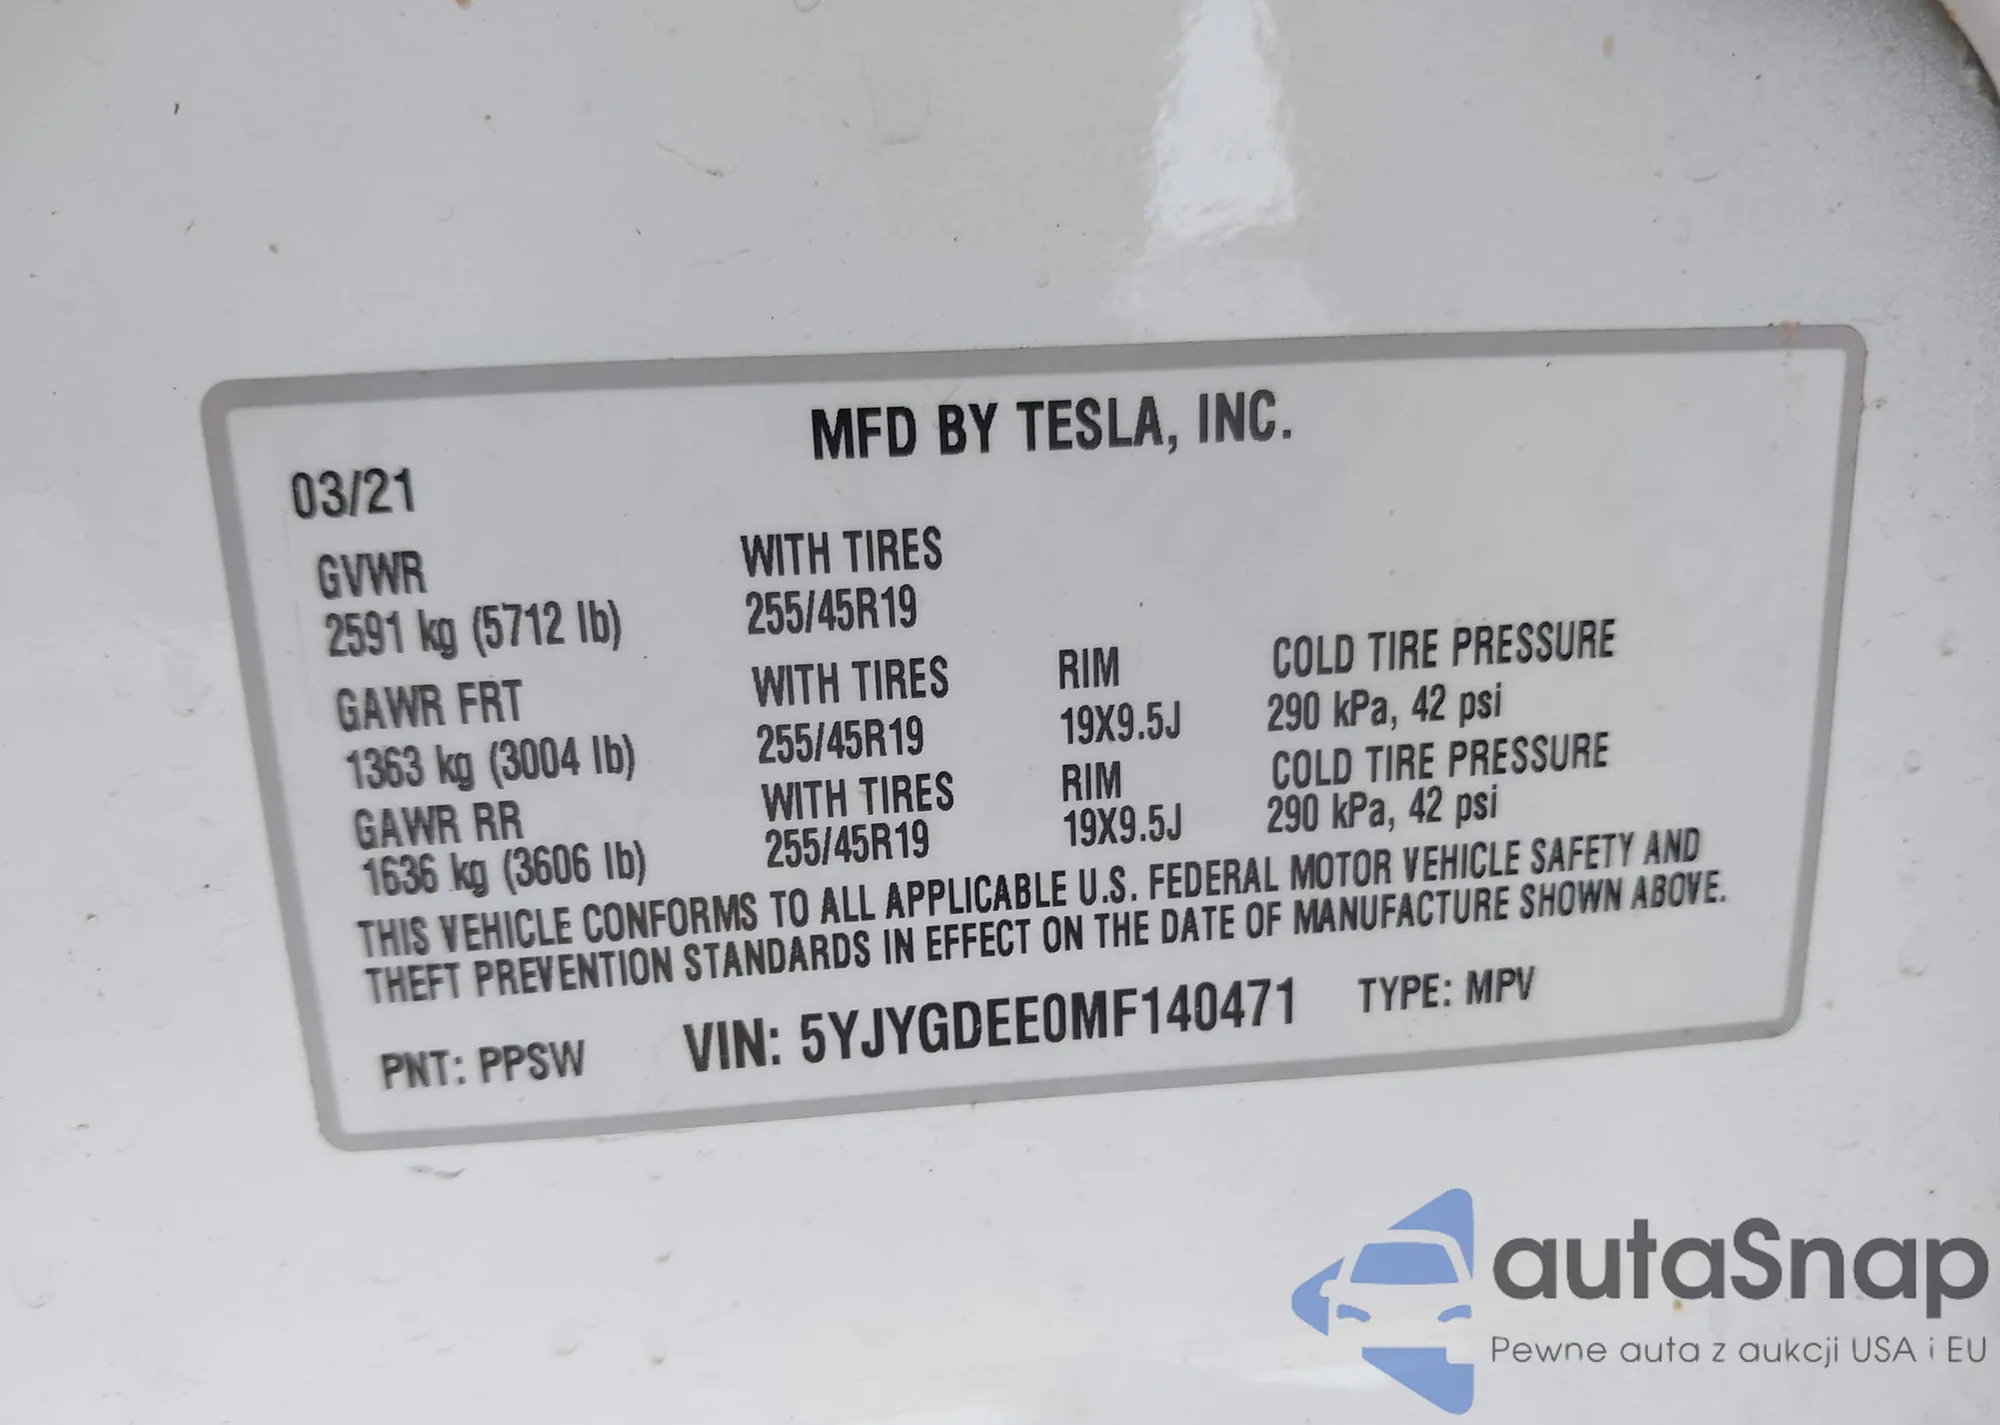 MFD BY TESLA, INC.
03/21
GVWR WITH TIRES
2591 kg (5712 lb) 255/45R19
GAWR FRT WITH TIRES RIM COLD TIRE PRESSURE
1363 kg (3004 lb) 255/45R19 19X9.5J 290 kPa, 42 psi
GAWR RR WITH TIRES RIM COLD TIRE PRESSURE
1636 kg (3606 lb) 255/45R19 19X9.5J 290 kPa, 42 psi
THIS VEHICLE CONFORMS TO ALL APPLICABLE U.S. FEDERAL MOTOR VEHICLE SAFETY AND
THEFT PREVENTION STANDARDS IN EFFECT ON THE DATE OF MANUFACTURE SHOWN ABOVE.
PNT: PPSW VIN: 5YJYGDEE0MF140471 TYPE: MPV
autaSnap
Pewne auta z aukcji USA i EU